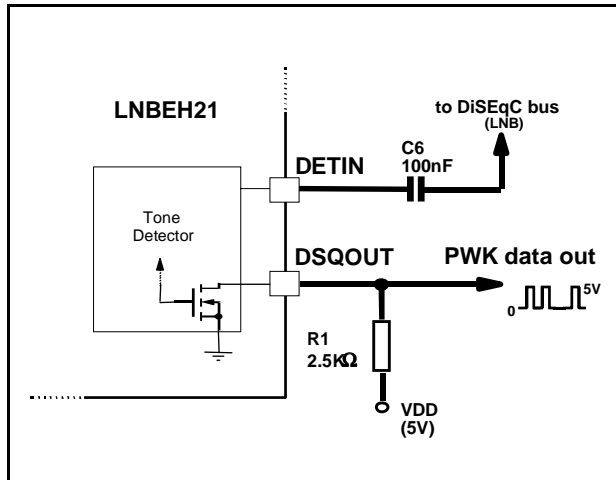 LNBEH21
to DiSEqC bus
(LNB)
C6
100nF
DETIN
Tone
Detector
DSQOUT
PWK data out
5V
0
R1
2.5KΩ
VDD
(5V)